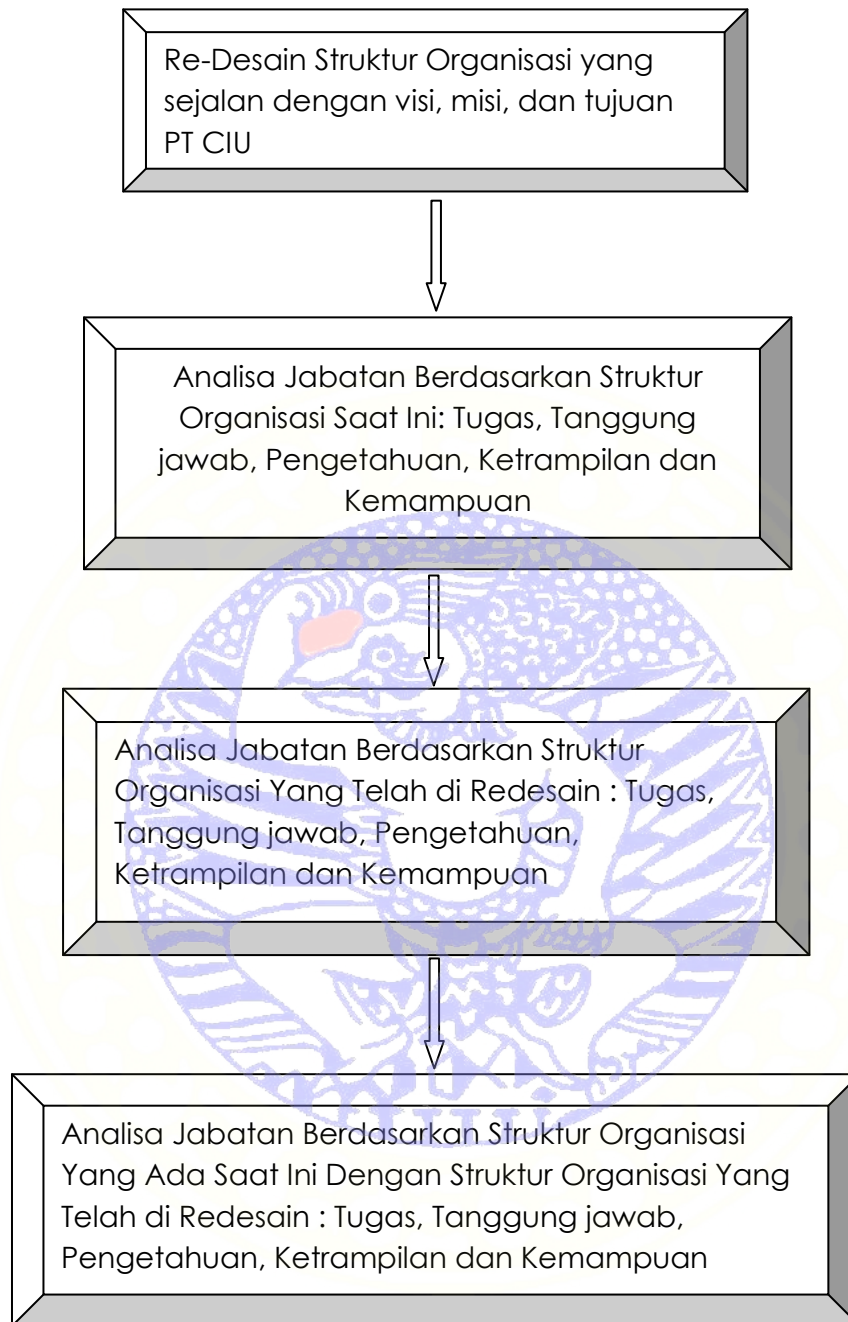 Re-Desain Struktur Organisasi yang
sejalan dengan visi, misi, dan tujuan
PT CIU
Analisa Jabatan Berdasarkan Struktur
Organisasi Saat Ini: Tugas, Tanggung
jawab, Pengetahuan, Ketrampilan dan
Kemampuan
Analisa Jabatan Berdasarkan Struktur
Organisasi Yang Telah di Redesain : Tugas,
Tanggung jawab, Pengetahuan,
Ketrampilan dan Kemampuan
Analisa Jabatan Berdasarkan Struktur Organisasi
Yang Ada Saat Ini Dengan Struktur Organisasi Yang
Telah di Redesain : Tugas, Tanggung jawab,
Pengetahuan, Ketrampilan dan Kemampuan